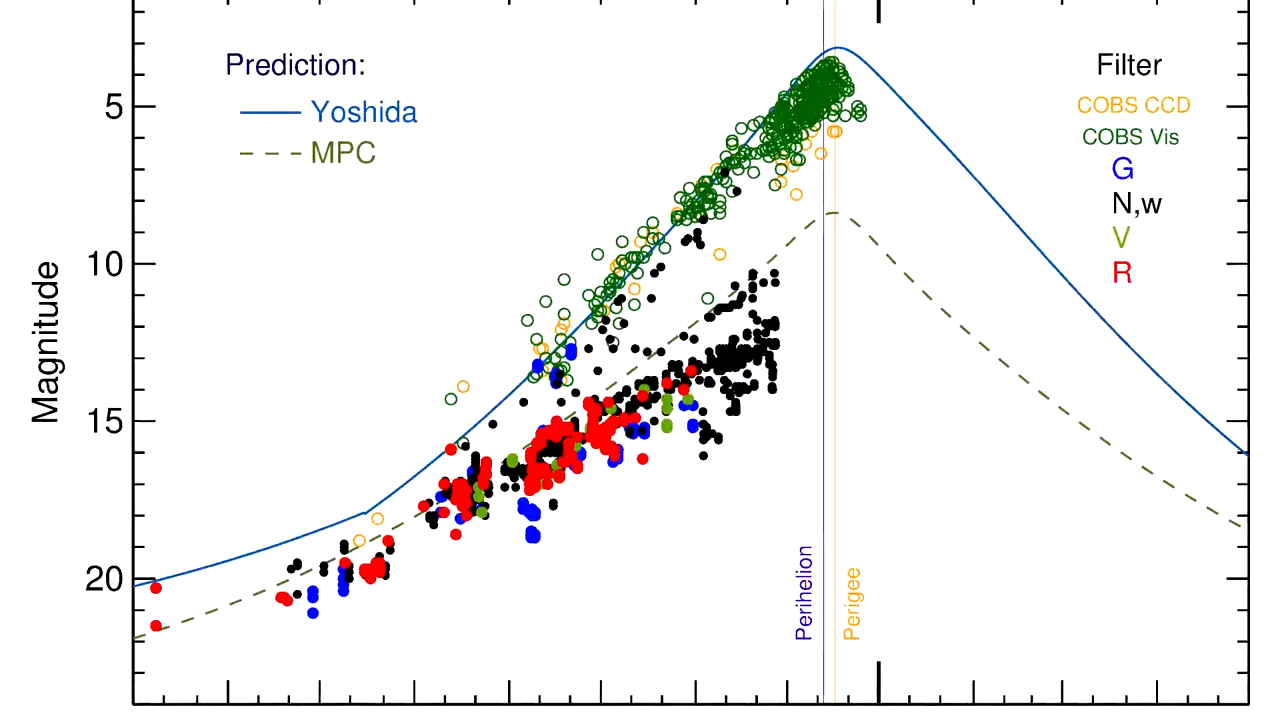 Prediction:
Yoshida
MPC
Filter
COBS CCD
COBS Vis
G
N,w
V
R
Magnitude
5
10
15
20
Perihelion
Perigee